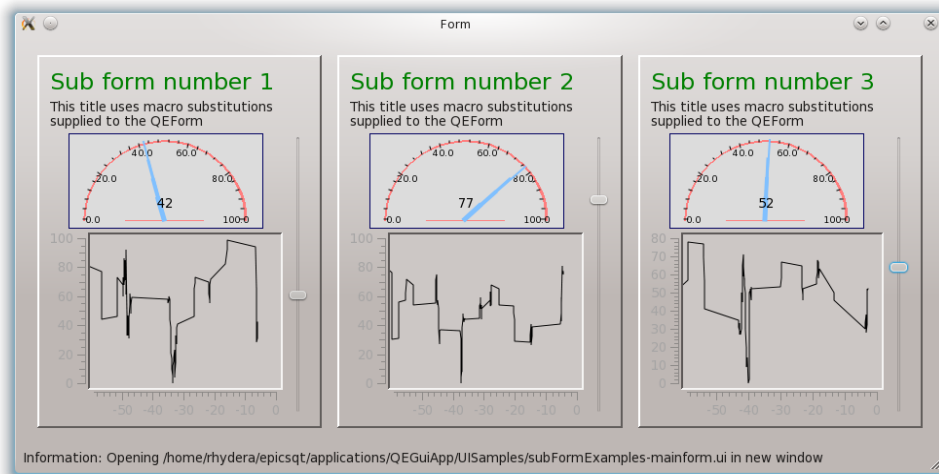 Form
Sub form number 1
This title uses macro substitutions
supplied to the QEForm
40.0 60.0
20.0 80.0
42
0.0 100.0
100
80
60
40
20
0
-50 -40 -30 -20 -10 0
Sub form number 2
This title uses macro substitutions
supplied to the QEForm
40.0 60.0
20.0 80.0
77
0.0 100.0
100
80
60
40
20
0
-50 -40 -30 -20 -10 0
Sub form number 3
This title uses macro substitutions
supplied to the QEForm
40.0 60.0
20.0 80.0
52
0.0 100.0
80
70
60
50
40
30
20
10
0
-50 -40 -30 -20 -10 0
Information: Opening /home/rhydera/epicsqt/applications/QEGuiApp/UISamples/subFormExamples-mainform.ui in new window